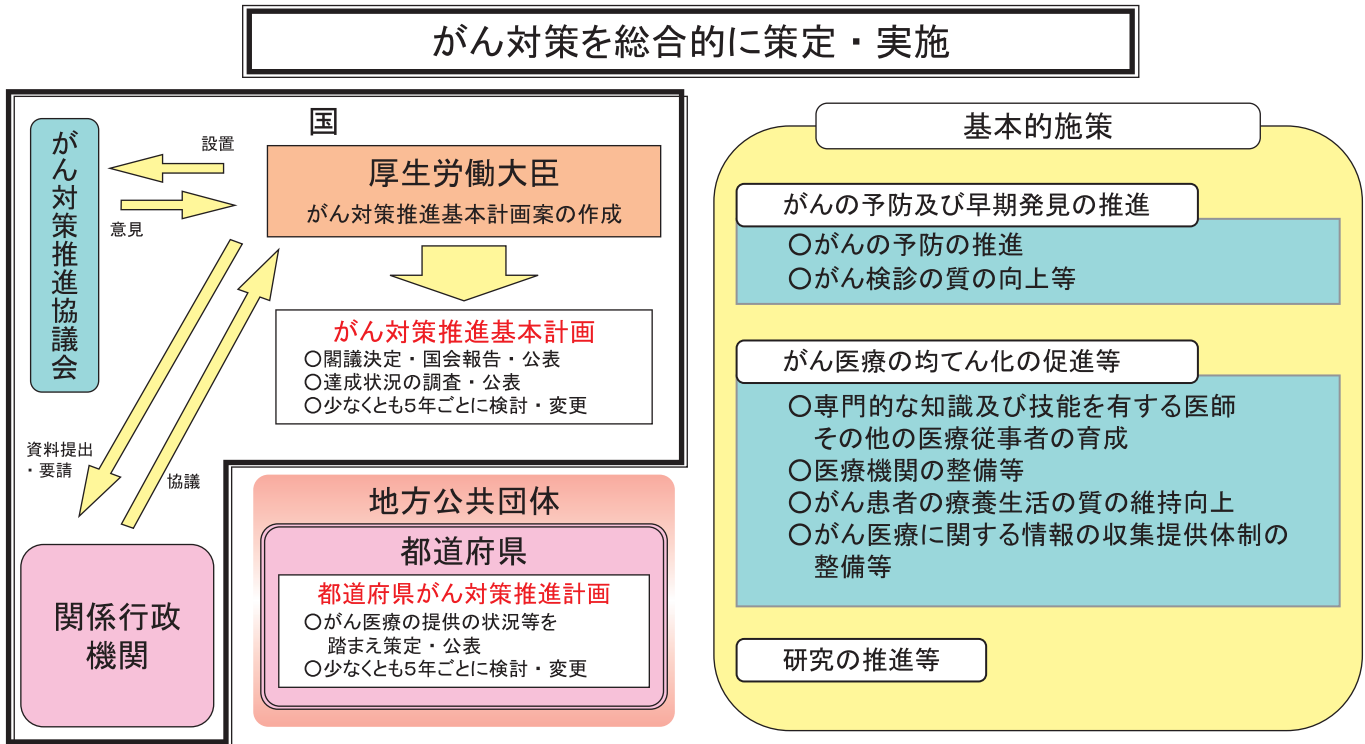 がん対策を総合的に策定・実施
国
がん対策推進協議会
設置
意見
厚生労働大臣
がん対策推進基本計画案の作成
がん対策推進基本計画
○閣議決定・国会報告・公表
○達成状況の調査・公表
○少なくとも5年ごとに検討・変更
資料提出
・要請
協議
関係行政
機関
地方公共団体
都道府県
都道府県がん対策推進計画
○がん医療の提供の状況等を
踏まえ策定・公表
○少なくとも5年ごとに検討・変更
基本的施策
がんの予防及び早期発見の推進
○がんの予防の推進
○がん検診の質の向上等
がん医療の均てん化の促進等
○専門的な知識及び技能を有する医師
その他の医療従事者の育成
○医療機関の整備等
○がん患者の療養生活の質の維持向上
○がん医療に関する情報の収集提供体制の
整備等
研究の推進等